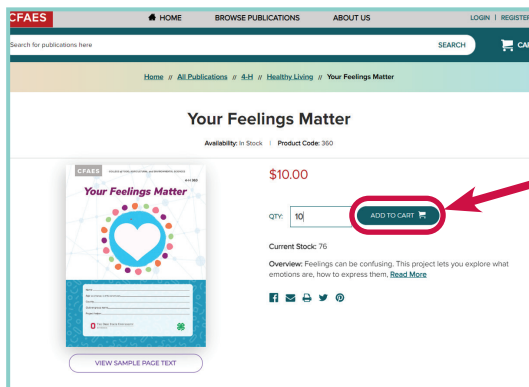 CFAES
HOME BROWSE PUBLICATIONS ABOUT US LOGIN | REGISTER
Search for publications here SEARCH CAR
Home // All Publications // 4-H // Healthy Living // Your Feelings Matter
Your Feelings Matter
Availability: In Stock | Product Code: 360
CFAES
4-H 360
Your Feelings Matter
$10.00
QTY: 10 ADD TO CART
Current Stock: 76
Overview: Feelings can be confusing. This project lets you explore what
emotions are, how to express them, Read More
VIEW SAMPLE PAGE TEXT